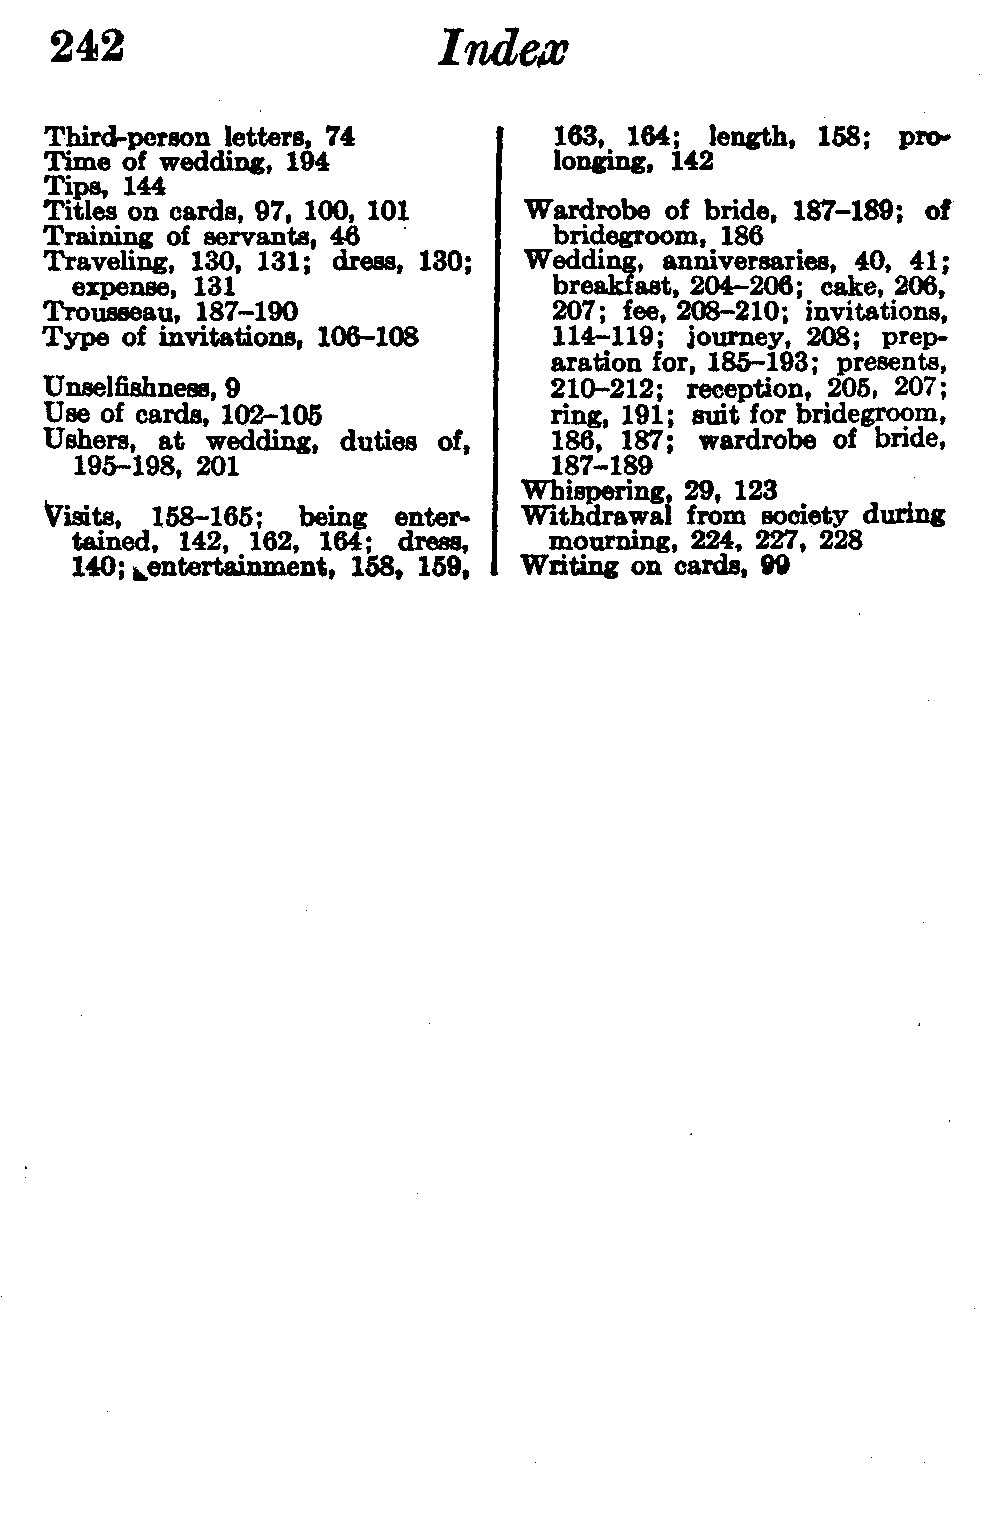 242 Index
Third-person letters, 74
Time of wedding, 194
Tips, 144
Titles on cards, 97, 100, 101
Training of servants, 46
Traveling, 130, 131; dress, 130;
expense, 131
Trousseau, 187–190
Type of invitations, 106–108
Unselfishness, 9
Use of cards, 102–105
Ushers, at wedding, duties of,
195–198, 201
Visits, 158–165; being enter-
tained, 142, 162, 164; dress,
140; entertainment, 158, 159,
163, 164; length, 158; pro-
longing, 142
Wardrobe of bride, 187–189; of
bridegroom, 186
Wedding, anniversaries, 40, 41;
breakfast, 204–206; cake, 206,
207; fee, 208–210; invitations,
114–119; journey, 208; prep-
aration for, 185–193; presents,
210–212; reception, 205, 207;
ring, 191; suit for bridegroom,
186, 187; wardrobe of bride,
187–189
Whispering, 29, 123
Withdrawal from society during
mourning, 224, 227, 228
Writing on cards, 99